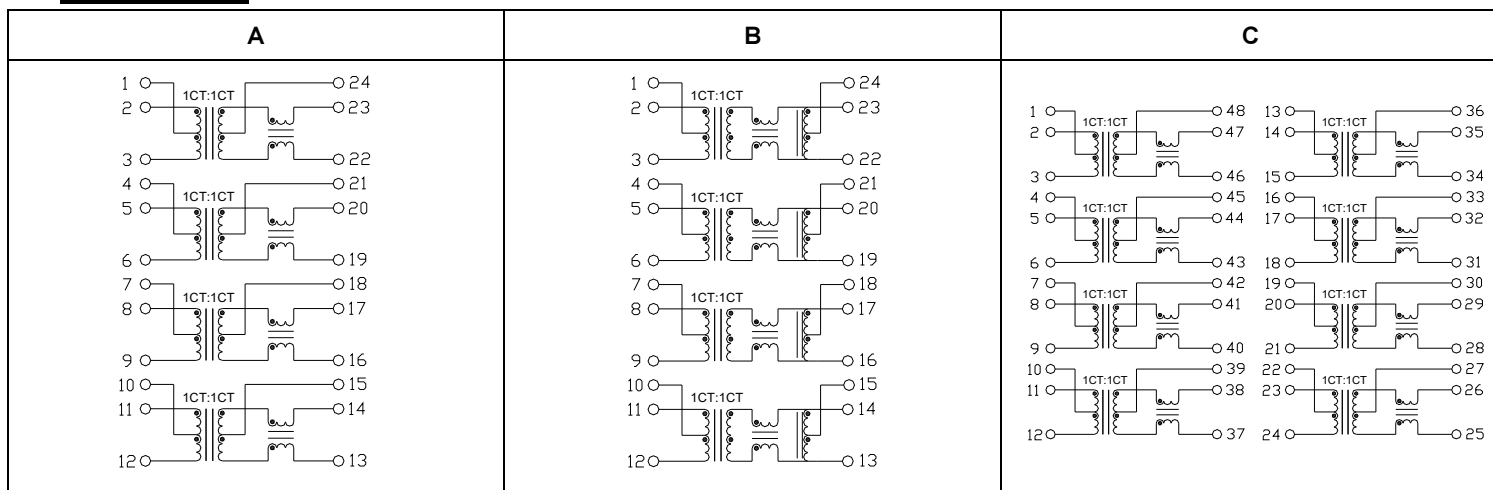 A B C
1 24
1CT:1CT
2 23
3 22
4 21
1CT:1CT
5 20
6 19
7 18
1CT:1CT
8 17
9 16
10 15
1CT:1CT
11 14
12 13
1 24
1CT:1CT
2 23
3 22
4 21
1CT:1CT
5 20
6 19
7 18
1CT:1CT
8 17
9 16
10 15
1CT:1CT
11 14
12 13
1 48
1CT:1CT
2 47
3 46
4 45
1CT:1CT
5 44
6 43
7 42
1CT:1CT
8 41
9 40
10 39
1CT:1CT
11 38
12 37
13 36
1CT:1CT
14 35
15 34
16 33
1CT:1CT
17 32
18 31
19 30
1CT:1CT
20 29
21 28
22 27
1CT:1CT
23 26
24 25